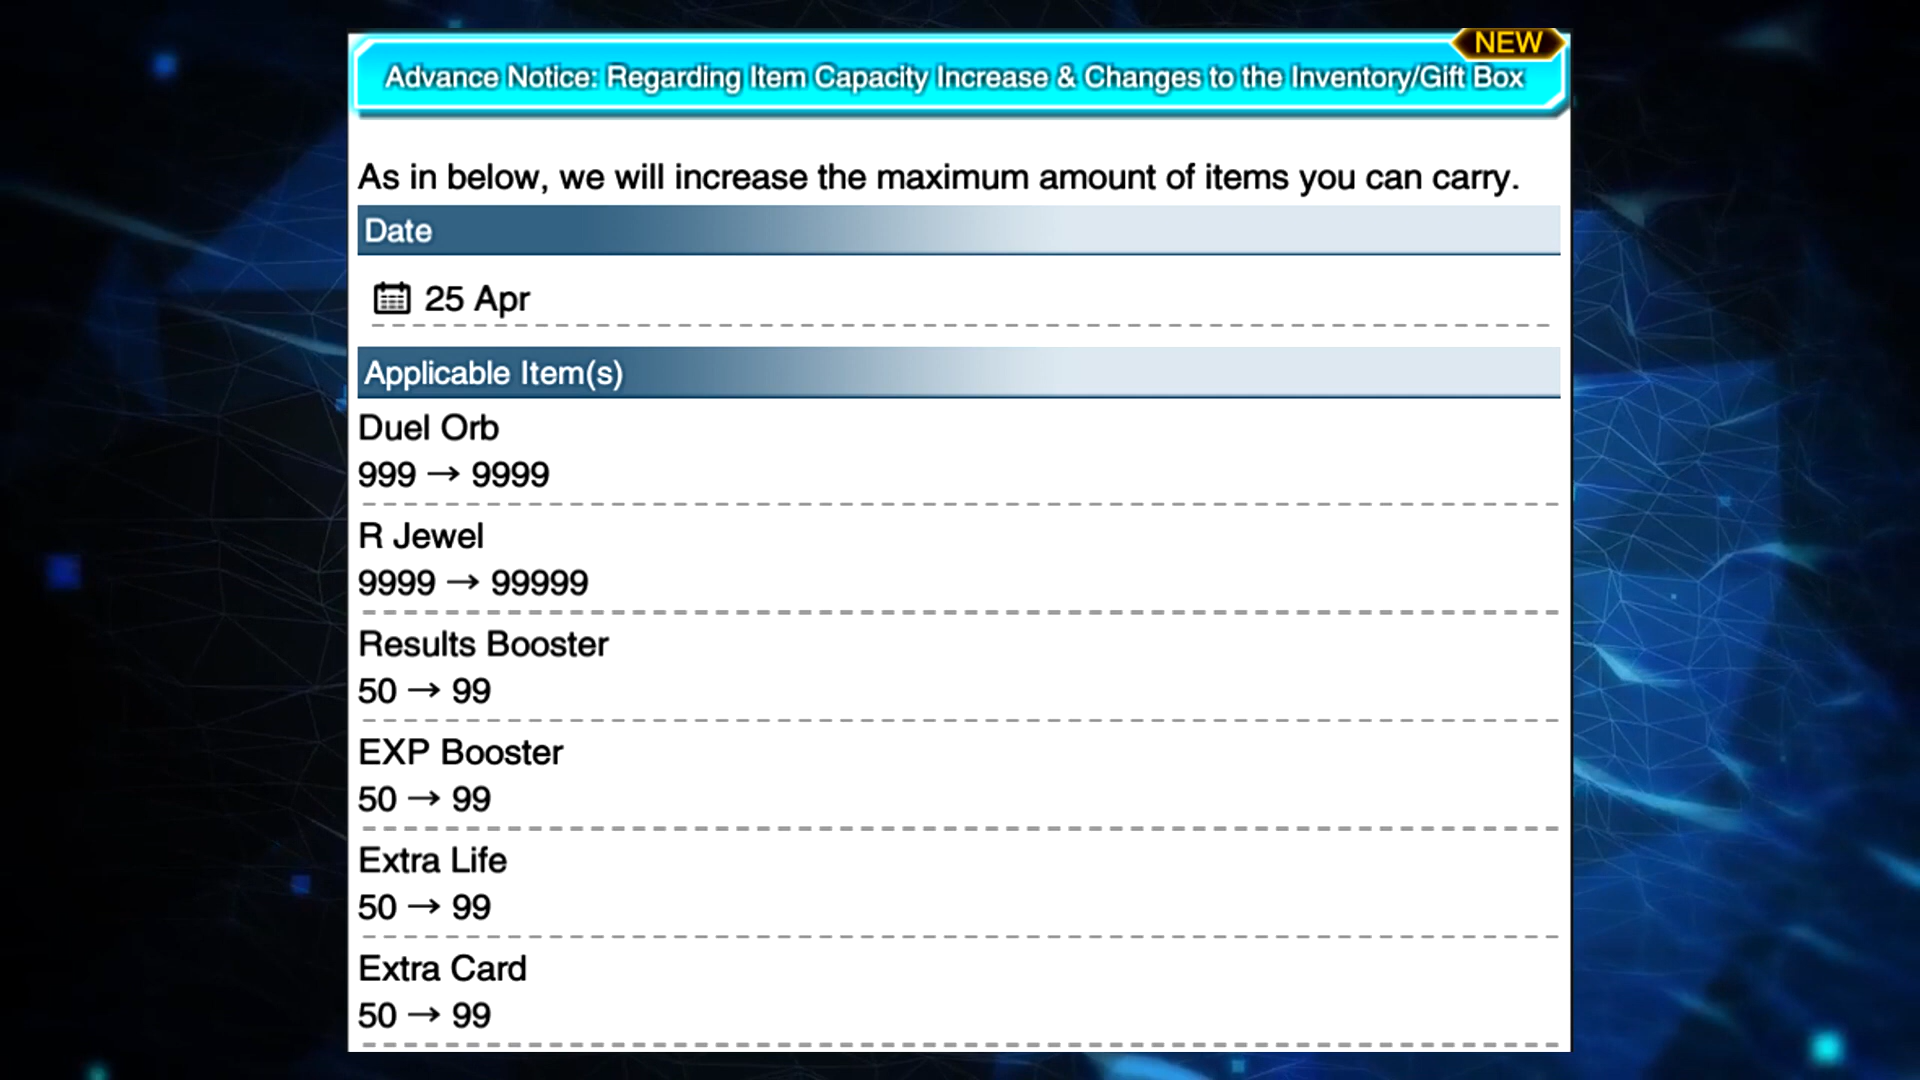 NEW
Advance Notice: Regarding Item Capacity Increase & Changes to the Inventory/Gift Box
As in below, we will increase the maximum amount of items you can carry.
Date
25 Apr
Applicable Item(s)
Duel Orb
999 → 9999
R Jewel
9999 → 99999
Results Booster
50 → 99
EXP Booster
50 → 99
Extra Life
50 → 99
Extra Card
50 → 99